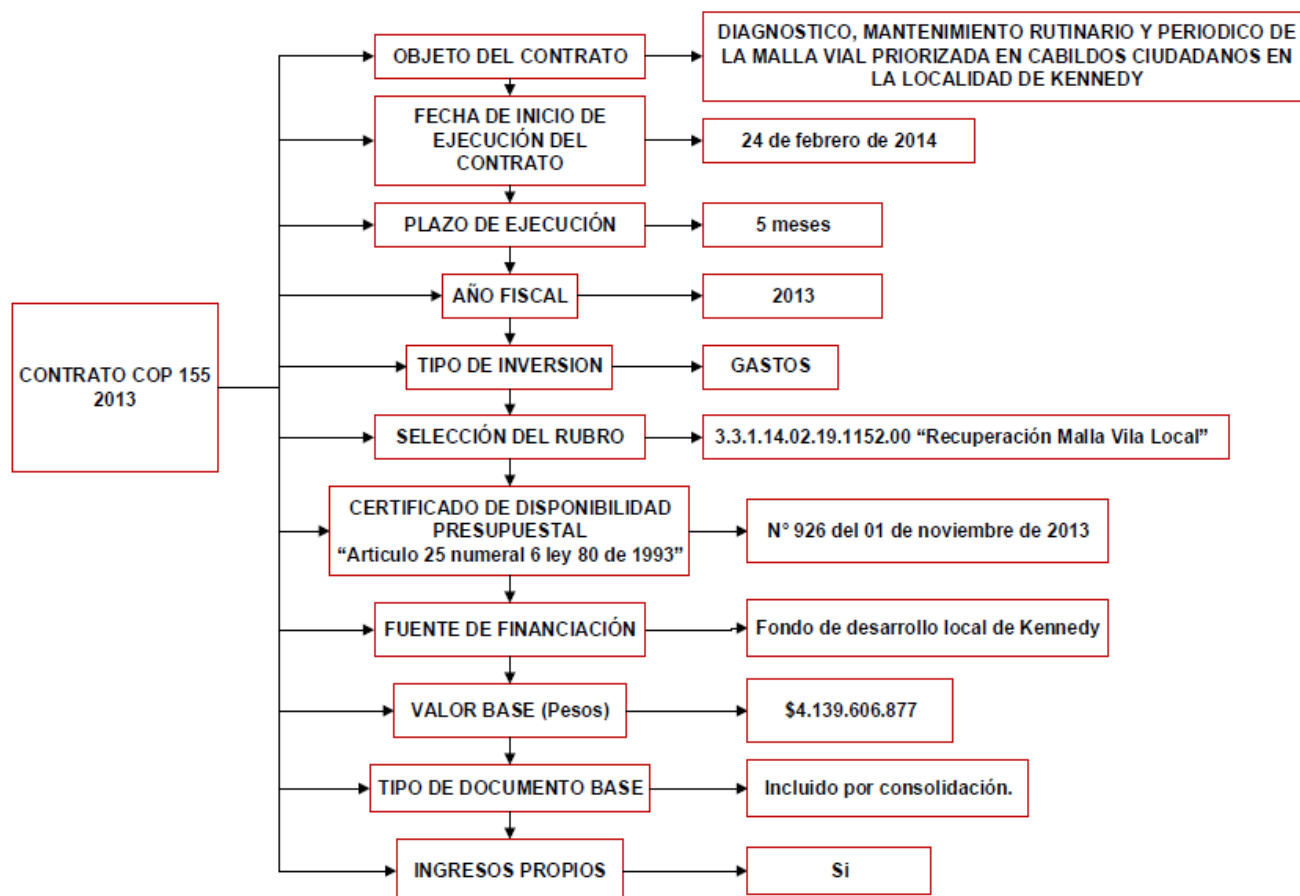 CONTRATO COP 155
2013
OBJETO DEL CONTRATO
DIAGNOSTICO, MANTENIMIENTO RUTINARIO Y PERIODICO DE
LA MALLA VIAL PRIORIZADA EN CABILDOS CIUDADANOS EN
LA LOCALIDAD DE KENNEDY
FECHA DE INICIO DE
EJECUCIÓN DEL
CONTRATO
24 de febrero de 2014
PLAZO DE EJECUCIÓN
5 meses
AÑO FISCAL
2013
TIPO DE INVERSION
GASTOS
SELECCIÓN DEL RUBRO
3.3.1.14.02.19.1152.00 “Recuperación Malla Vila Local”
CERTIFICADO DE DISPONIBILIDAD
PRESUPUESTAL
“Articulo 25 numeral 6 ley 80 de 1993”
N° 926 del 01 de noviembre de 2013
FUENTE DE FINANCIACIÓN
Fondo de desarrollo local de Kennedy
VALOR BASE (Pesos)
$4.139.606.877
TIPO DE DOCUMENTO BASE
Incluido por consolidación.
INGRESOS PROPIOS
Si